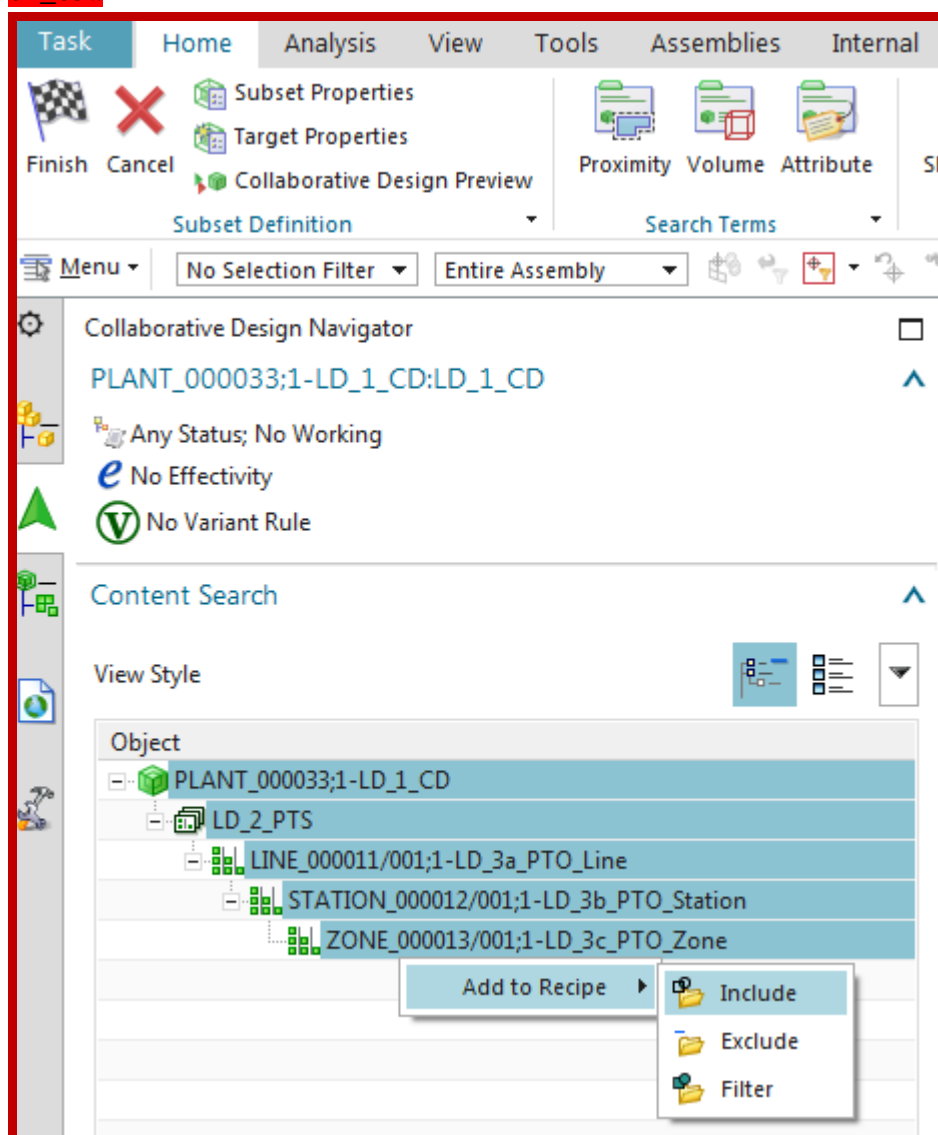 Task Home Analysis View Tools Assemblies Internal
Subset Properties
Target Properties
Collaborative Design Preview
Finish Cancel
Proximity Volume Attribute
Subset Definition
Search Terms
Menu No Selection Filter Entire Assembly
Collaborative Design Navigator
PLANT_000033;1-LD_1_CD:LD_1_CD
Any Status; No Working
e No Effectivity
V No Variant Rule
Content Search
View Style
Object
PLANT_000033;1-LD_1_CD
LD_2_PTS
LINE_000011/001;1-LD_3a_PTO_Line
STATION_000012/001;1-LD_3b_PTO_Station
ZONE_000013/001;1-LD_3c_PTO_Zone
Add to Recipe
Include
Exclude
Filter